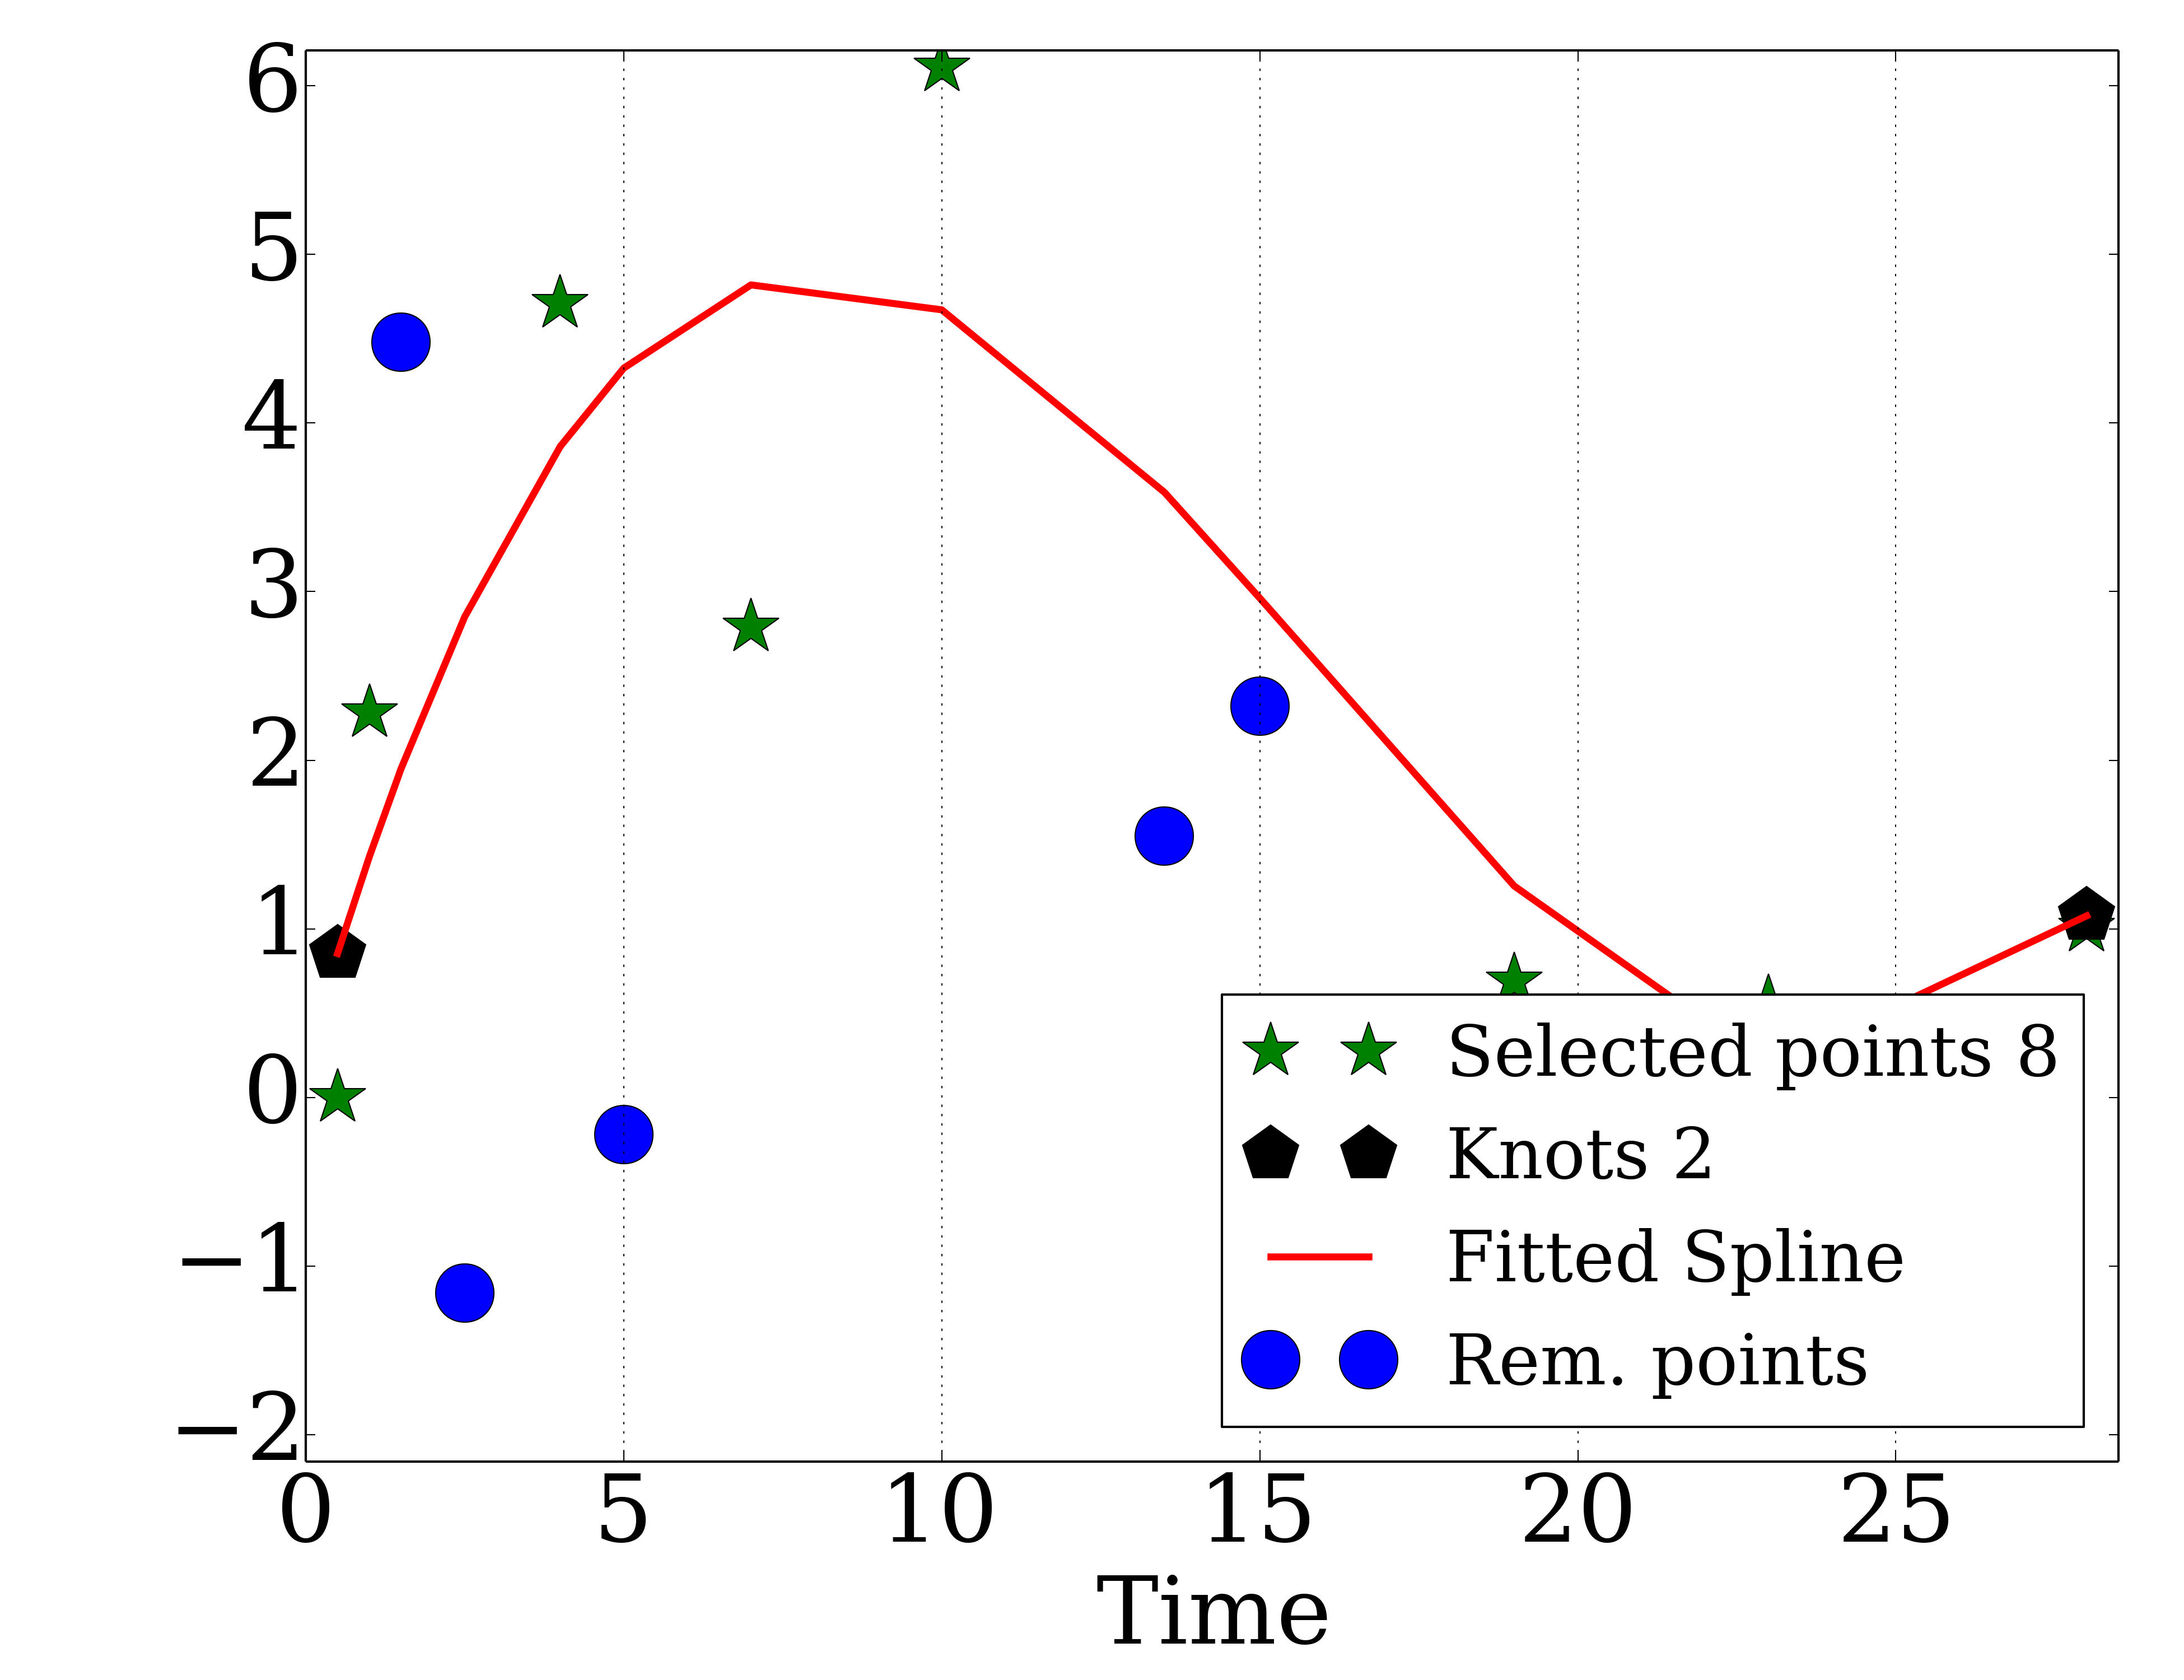 6
5
4
3
2
1
0
−1
−2
Selected points 8
Knots 2
Fitted Spline
Rem. points
0 5 10 15 20 25
Time